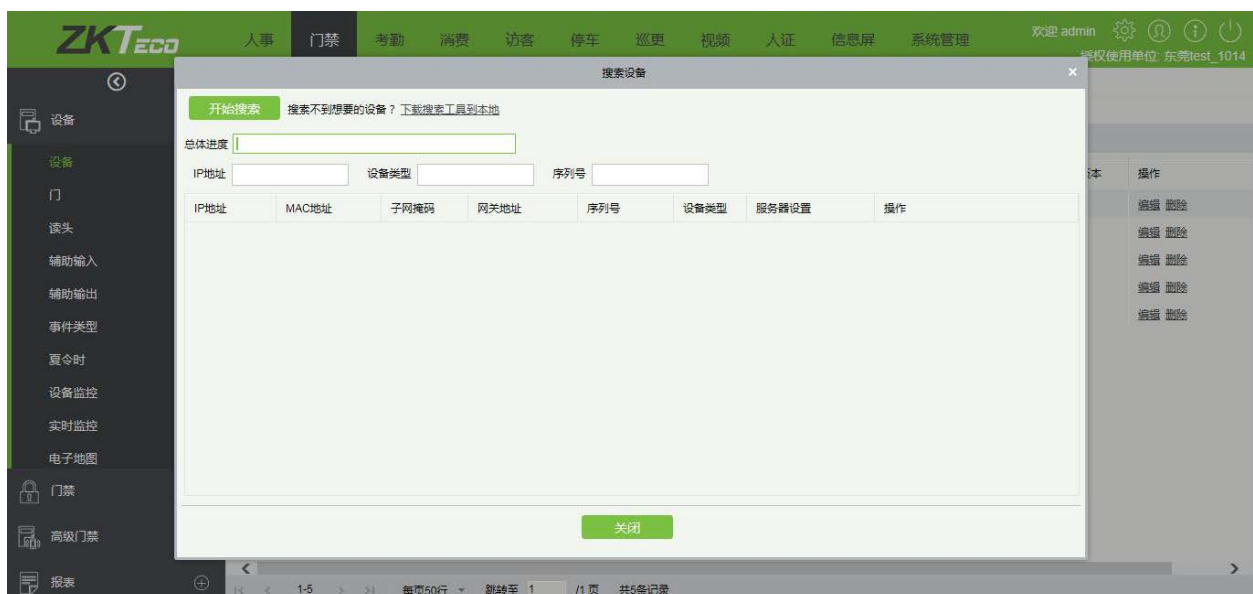 ZKTeco 人事 门禁 考勤 消费 访客 停车 巡更 视频 人证 信息屏 系统管理 欢迎 admin
授权使用单位: 东莞test_1014
搜索设备 ×
开始搜索 搜索不到想要的设备？ 下载搜索工具到本地
设备
总体进度
设备
IP地址 设备类型 序列号
本 操作
门
IP地址 MAC地址 子网掩码 网关地址 序列号 设备类型 服务器设置 操作
编辑 删除
读头
编辑 删除
辅助输入
编辑 删除
辅助输出
编辑 删除
事件类型
编辑 删除
夏令时
设备监控
实时监控
电子地图
门禁
高级门禁
关闭
报表
1-5 每页50行 跳转至 1 /1 页 共5条记录